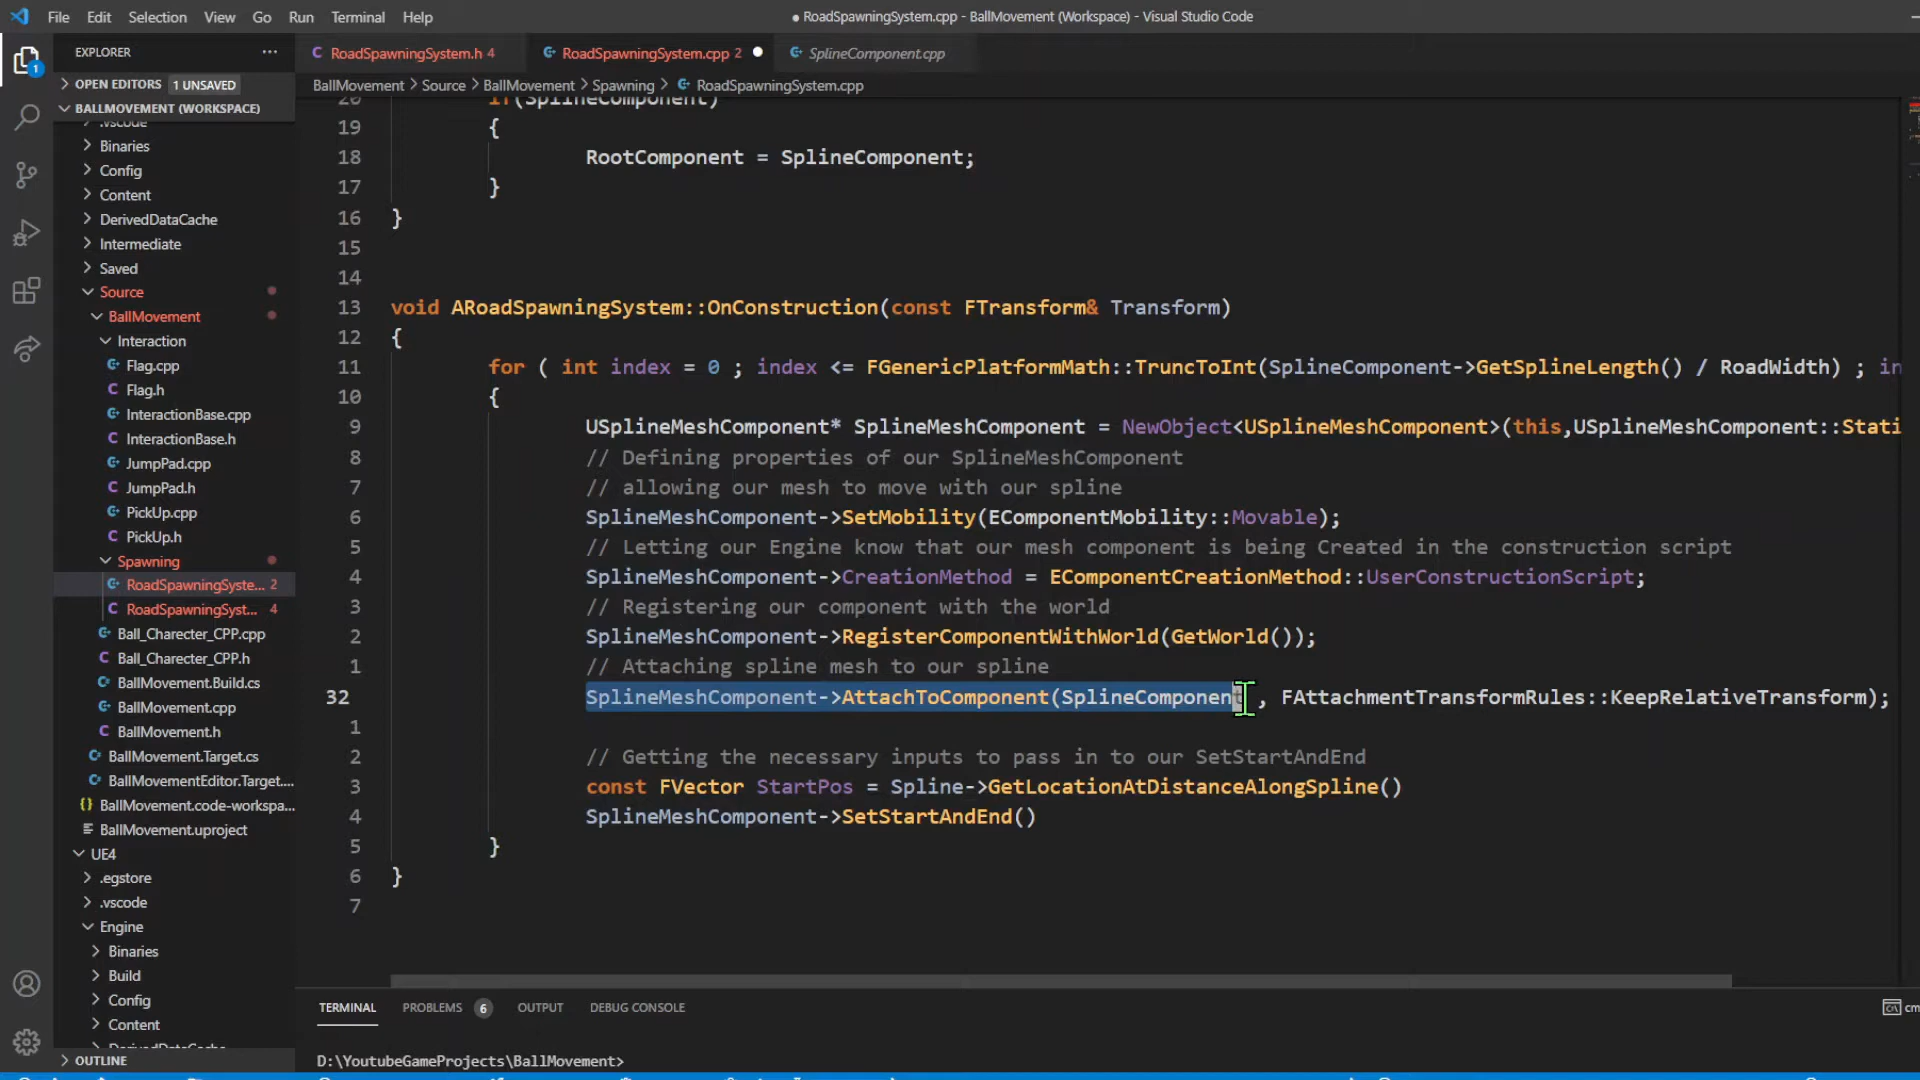 File Edit Selection View Go Run Terminal Help
● RoadSpawningSystem.cpp - BallMovement (Workspace) - Visual Studio Code
EXPLORER ···
RoadSpawningSystem.h 4
RoadSpawningSystem.cpp 2 ●
SplineComponent.cpp
OPEN EDITORS 1 UNSAVED
BALLMOVEMENT (WORKSPACE)
.vscode
Binaries
Config
Content
DerivedDataCache
Intermediate
Saved
Source
BallMovement
Interaction
Flag.cpp
Flag.h
InteractionBase.cpp
InteractionBase.h
JumpPad.cpp
JumpPad.h
PickUp.cpp
PickUp.h
Spawning
RoadSpawningSyste... 2
RoadSpawningSyst... 4
Ball_Charecter_CPP.cpp
Ball_Charecter_CPP.h
BallMovement.Build.cs
BallMovement.cpp
BallMovement.h
BallMovement.Target.cs
BallMovementEditor.Target....
BallMovement.code-workspa...
BallMovement.uproject
UE4
.egstore
.vscode
Engine
Binaries
Build
Config
Content
DerivedDataCache
OUTLINE
1
BallMovement > Source > BallMovement > Spawning > RoadSpawningSystem.cpp
20 if(SplineComponent)
19 {
18 RootComponent = SplineComponent;
17 }
16 }
15
14
13 void ARoadSpawningSystem::OnConstruction(const FTransform& Transform)
12 {
11 for ( int index = 0 ; index <= FGenericPlatformMath::TruncToInt(SplineComponent->GetSplineLength() / RoadWidth) ; in
10 {
9 USplineMeshComponent* SplineMeshComponent = NewObject<USplineMeshComponent>(this,USplineMeshComponent::Stati
8 // Defining properties of our SplineMeshComponent
7 // allowing our mesh to move with our spline
6 SplineMeshComponent->SetMobility(EComponentMobility::Movable);
5 // Letting our Engine know that our mesh component is being Created in the construction script
4 SplineMeshComponent->CreationMethod = EComponentCreationMethod::UserConstructionScript;
3 // Registering our component with the world
2 SplineMeshComponent->RegisterComponentWithWorld(GetWorld());
1 // Attaching spline mesh to our spline
32 SplineMeshComponent->AttachToComponent(SplineComponent , FAttachmentTransformRules::KeepRelativeTransform);
1
2 // Getting the necessary inputs to pass in to our SetStartAndEnd
3 const FVector StartPos = Spline->GetLocationAtDistanceAlongSpline()
4 SplineMeshComponent->SetStartAndEnd()
5 }
6 }
7
TERMINAL PROBLEMS 6 OUTPUT DEBUG CONSOLE
cm
D:\YoutubeGameProjects\BallMovement>